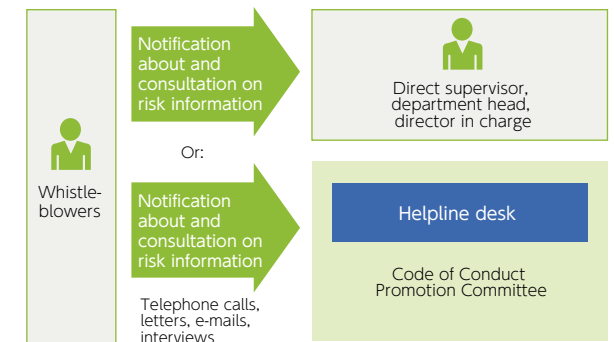 Whistle-
blowers
Notification
about and
consultation on
risk information
Direct supervisor,
department head,
director in charge
Or:
Notification
about and
consultation on
risk information
Telephone calls,
letters, e-mails,
interviews
Helpline desk
Code of Conduct
Promotion Committee